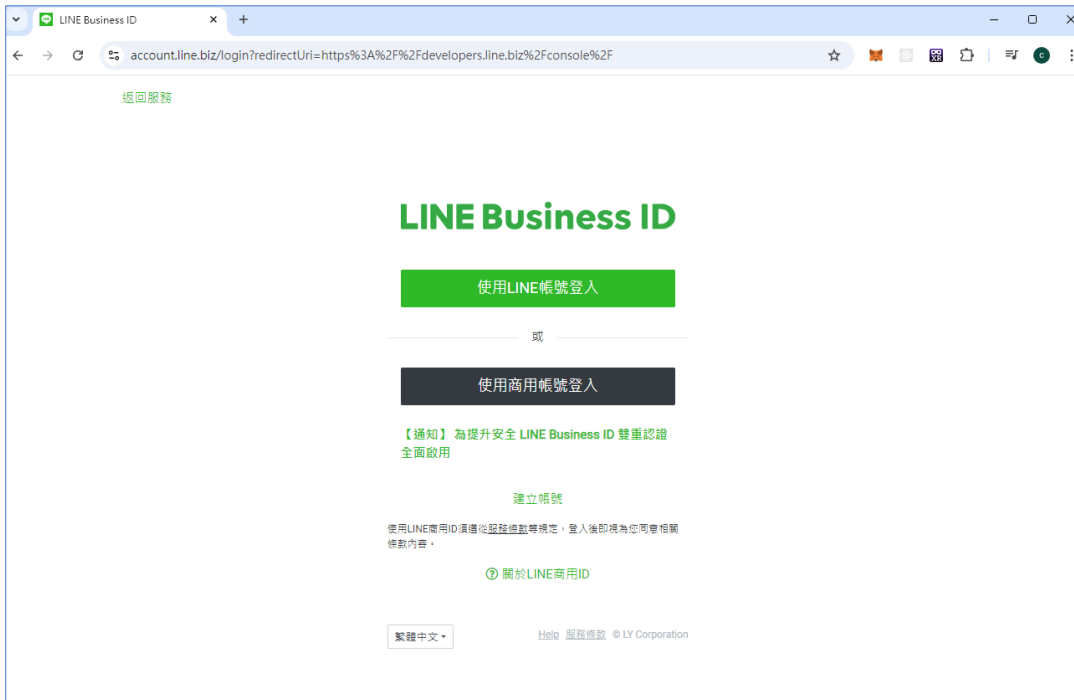 LINE Business ID
account.line.biz/login?redirectUri=https%3A%2F%2Fdevelopers.line.biz%2Fconsole%2F
返回服務
LINE Business ID
使用LINE帳號登入
或
使用商用帳號登入
【通知】為提升安全 LINE Business ID 雙重認證
全面啟用
建立帳號
使用LINE商用ID須遵從服務條款等規定，登入後即視為您同意相關
條款內容。
關於LINE商用ID
繁體中文
Help 服務條款 © LY Corporation